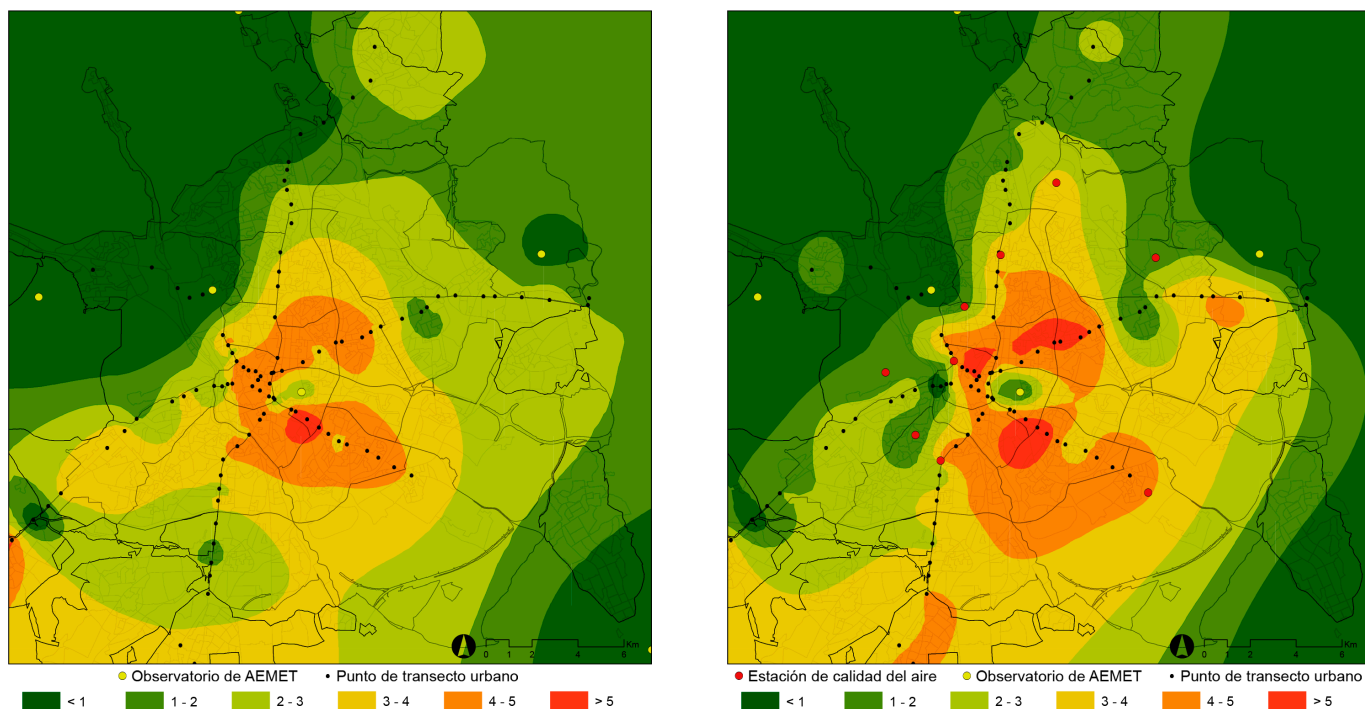 Km
0 2 4 6
Observatorio de AEMET Punto de transecto urbano
< 1 1 - 2 2 - 3 3 - 4 4 - 5 > 5
Km
0 2 4 6
Estación de calidad del aire Observatorio de AEMET Punto de transecto urbano
< 1 1 - 2 2 - 3 3 - 4 4 - 5 > 5